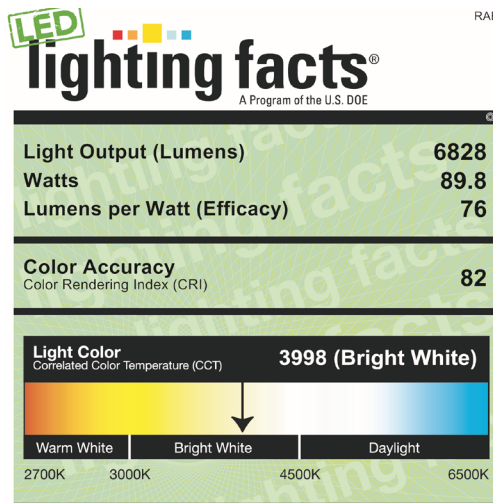 LED
RAB
lighting facts®
A Program of the U.S. DOE
Light Output (Lumens) 6828
Watts 89.8
Lumens per Watt (Efficacy) 76
Color Accuracy 82
Color Rendering Index (CRI)
Light Color 3998 (Bright White)
Correlated Color Temperature (CCT)
Warm White Bright White Daylight
2700K 3000K 4500K 6500K